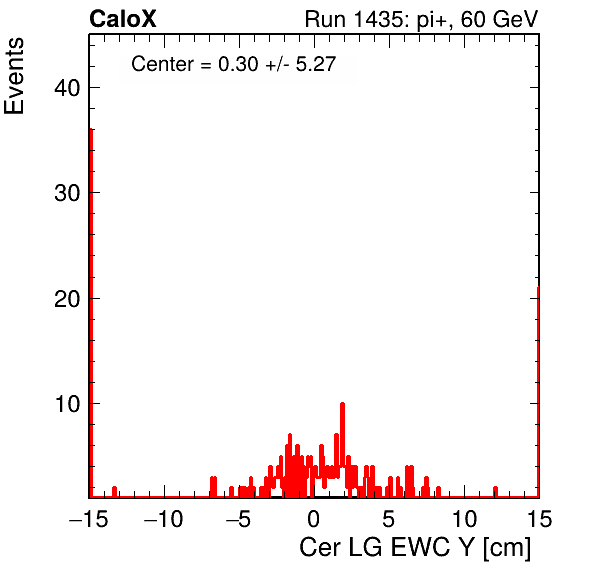 CaloX
Run 1435: pi+, 60 GeV
Events
Center = 0.30 +/- 5.27
40
30
20
10
−15 −10 −5 0 5 10 15
Cer LG EWC Y [cm]